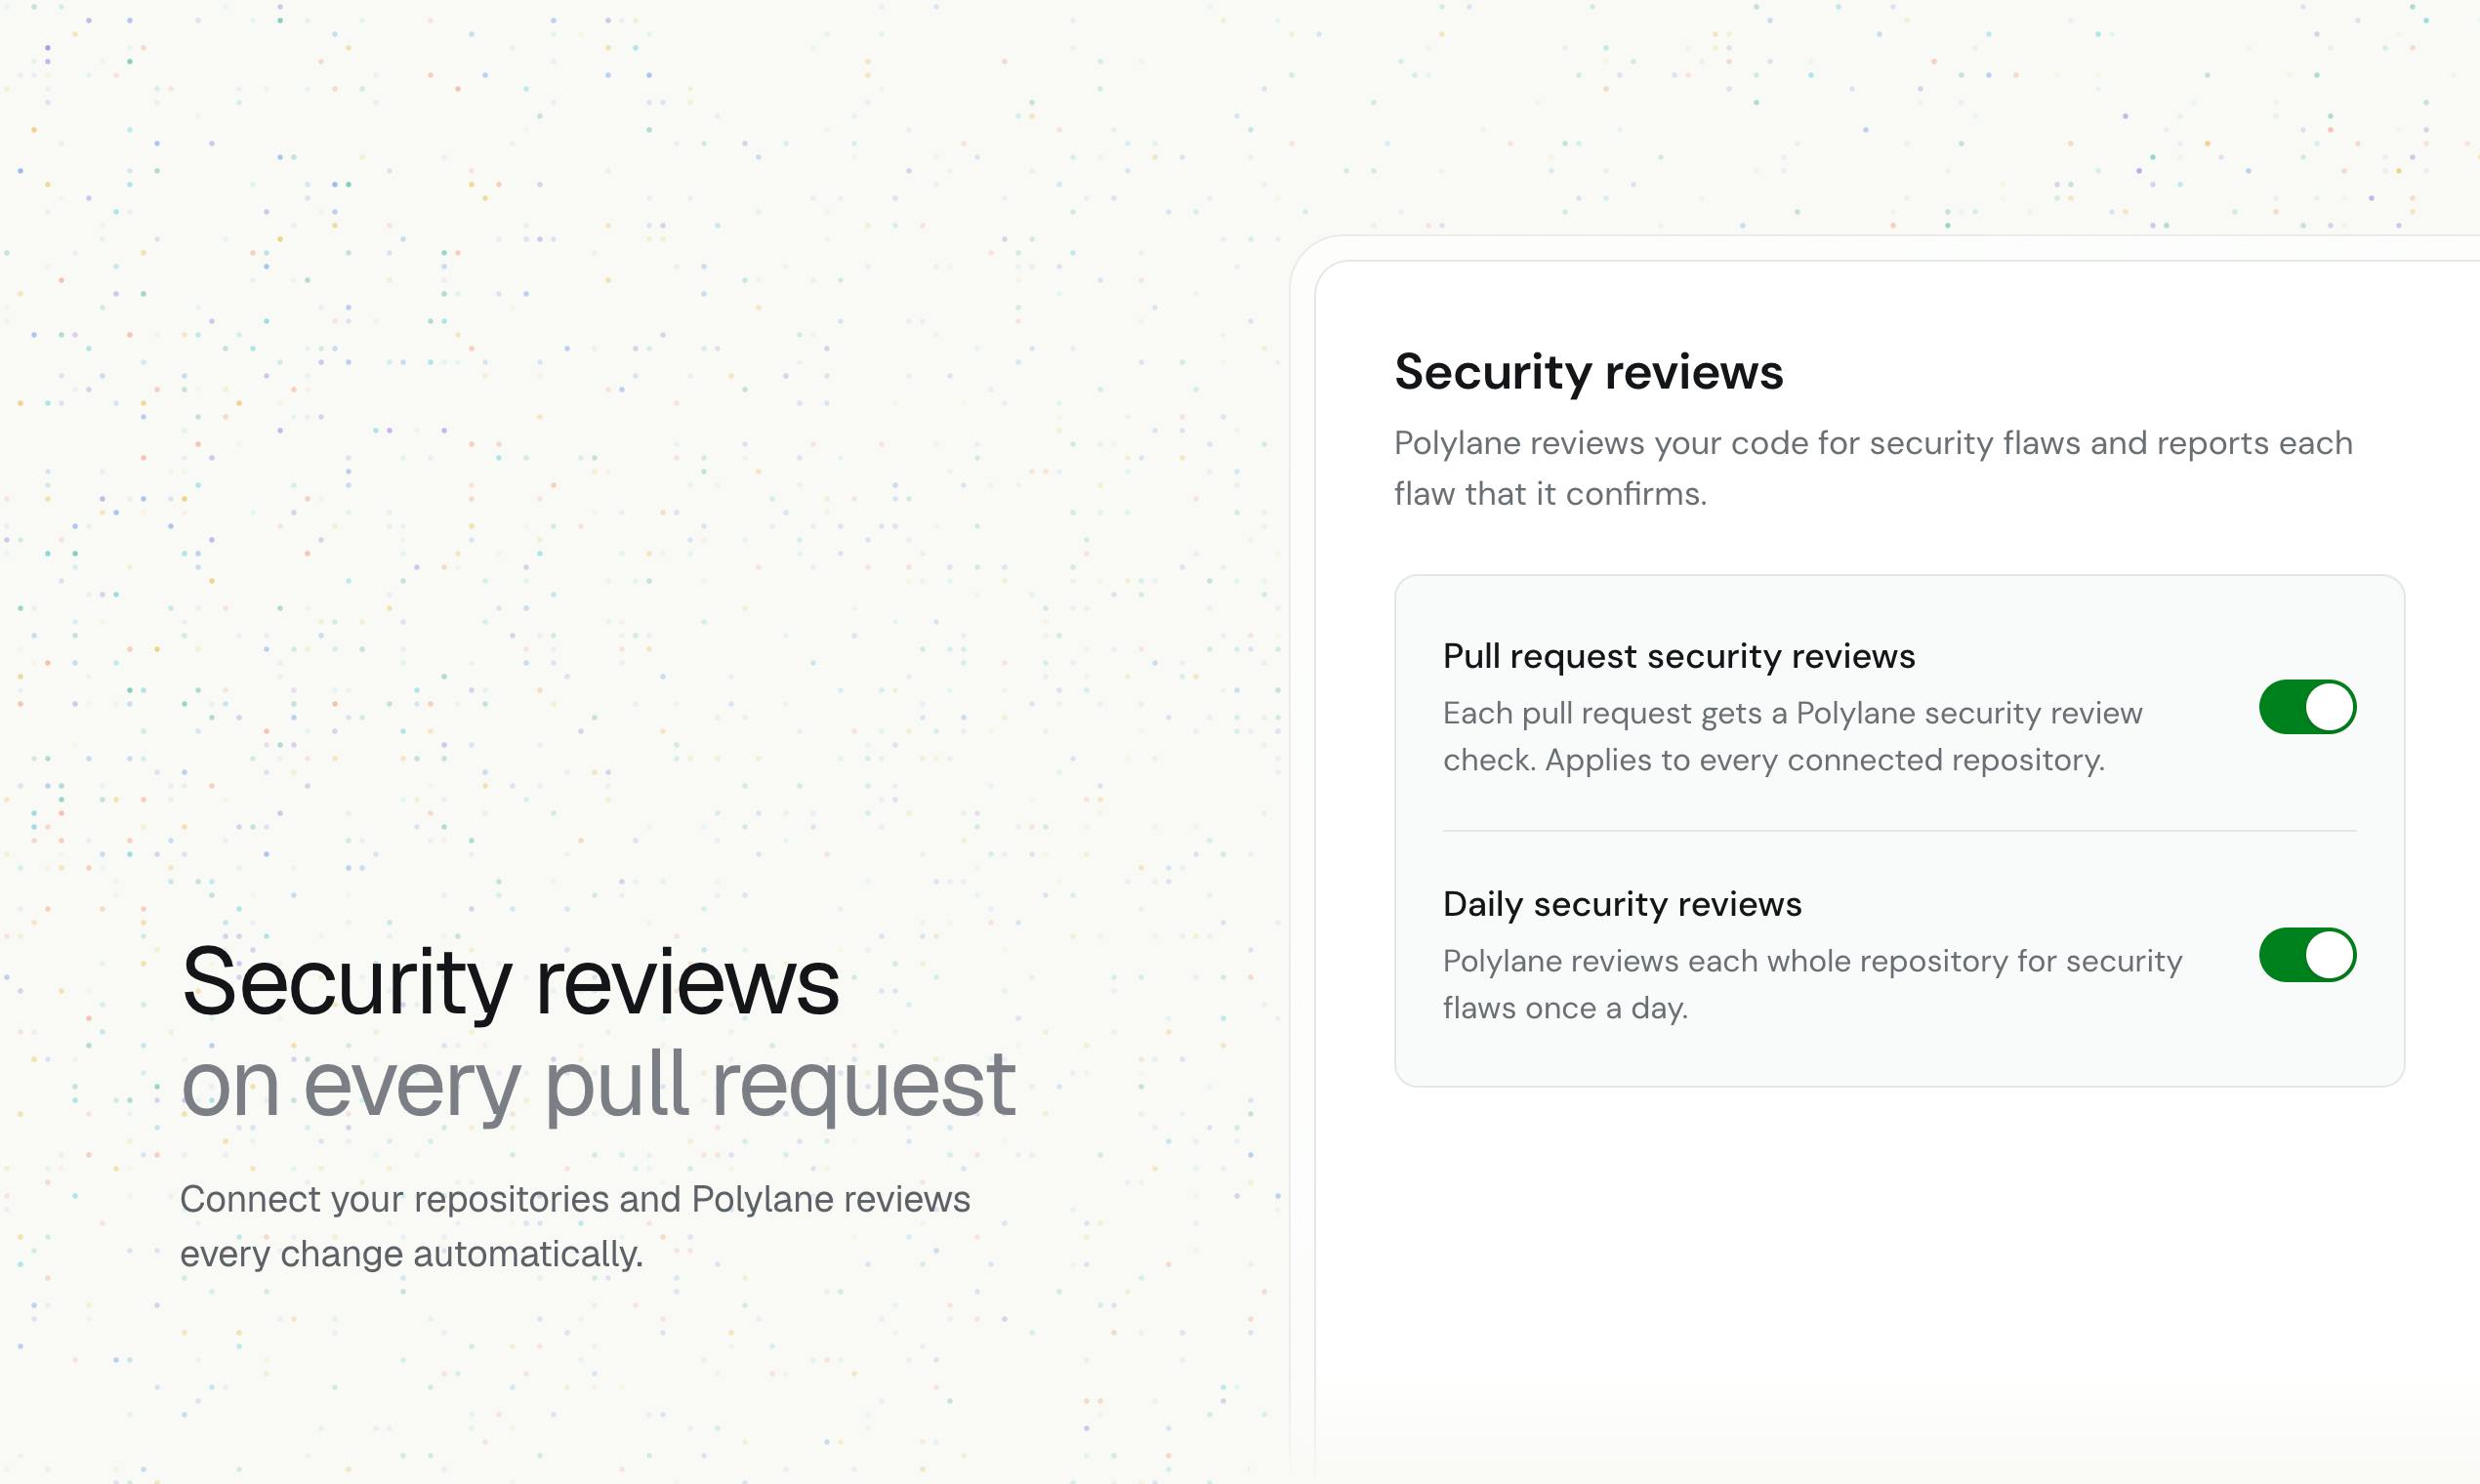 Security reviews
on every pull request
Connect your repositories and Polylane reviews
every change automatically.
Security reviews
Polylane reviews your code for security flaws and reports each
flaw that it confirms.
Pull request security reviews
Each pull request gets a Polylane security review
check. Applies to every connected repository.
Daily security reviews
Polylane reviews each whole repository for security
flaws once a day.